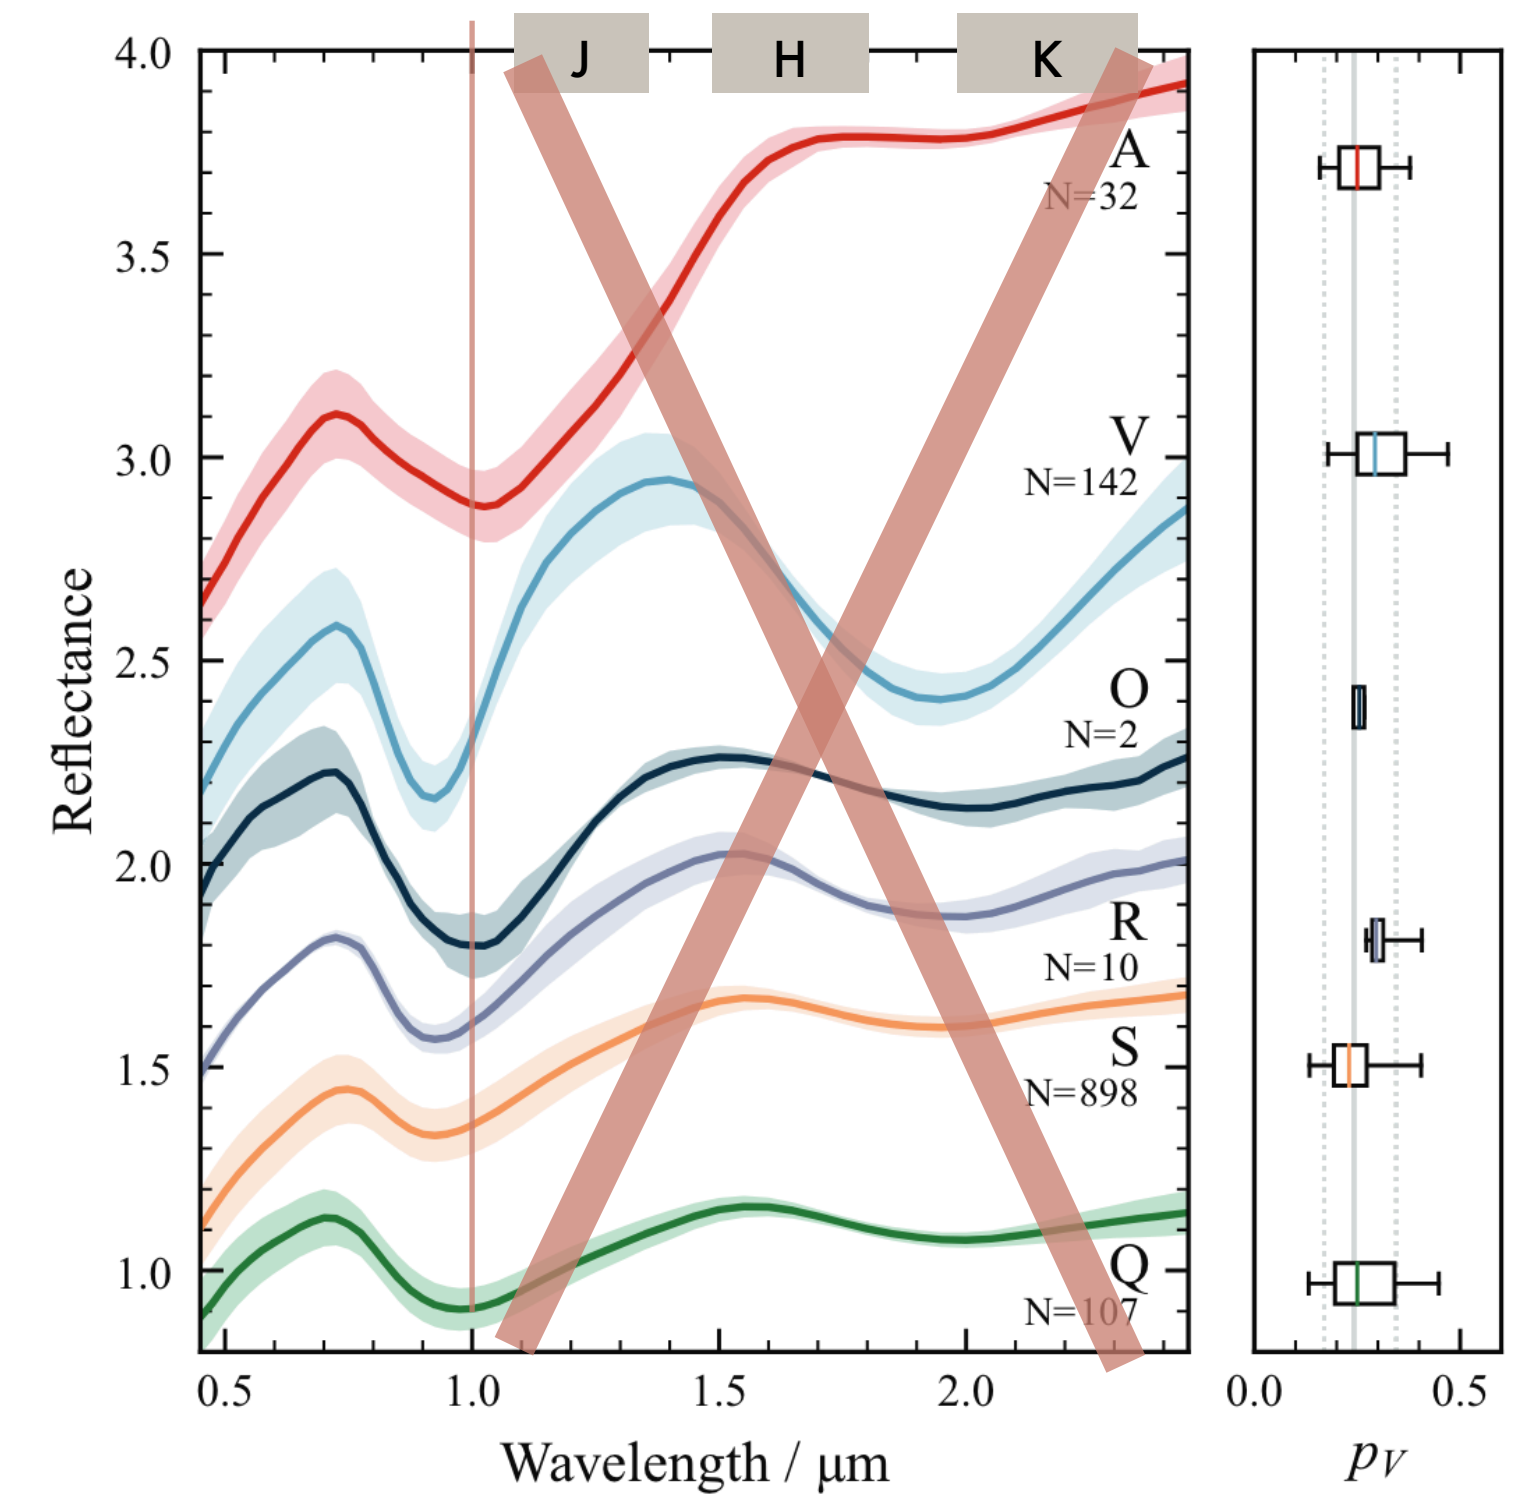 J H K
4.0
3.5
3.0
2.5
2.0
1.5
1.0
Reflectance
A
N=32
V
N=142
O
N=2
R
N=10
S
N=898
Q
N=107
0.5 1.0 1.5 2.0
Wavelength / μm
0.0 0.5
pV